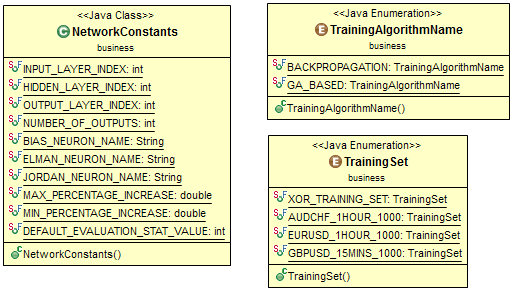 <<Java Class>>
NetworkConstants
business
INPUT_LAYER_INDEX: int
HIDDEN_LAYER_INDEX: int
OUTPUT_LAYER_INDEX: int
NUMBER_OF_OUTPUTS: int
BIAS_NEURON_NAME: String
ELMAN_NEURON_NAME: String
JORDAN_NEURON_NAME: String
MAX_PERCENTAGE_INCREASE: double
MIN_PERCENTAGE_INCREASE: double
DEFAULT_EVALUATION_STAT_VALUE: int
NetworkConstants()
<<Java Enumeration>>
TrainingAlgorithmName
business
BACKPROPAGATION: TrainingAlgorithmName
GA_BASED: TrainingAlgorithmName
TrainingAlgorithmName()
<<Java Enumeration>>
TrainingSet
business
XOR_TRAINING_SET: TrainingSet
AUDCHF_1HOUR_1000: TrainingSet
EURUSD_1HOUR_1000: TrainingSet
GBPUSD_15MINS_1000: TrainingSet
TrainingSet()